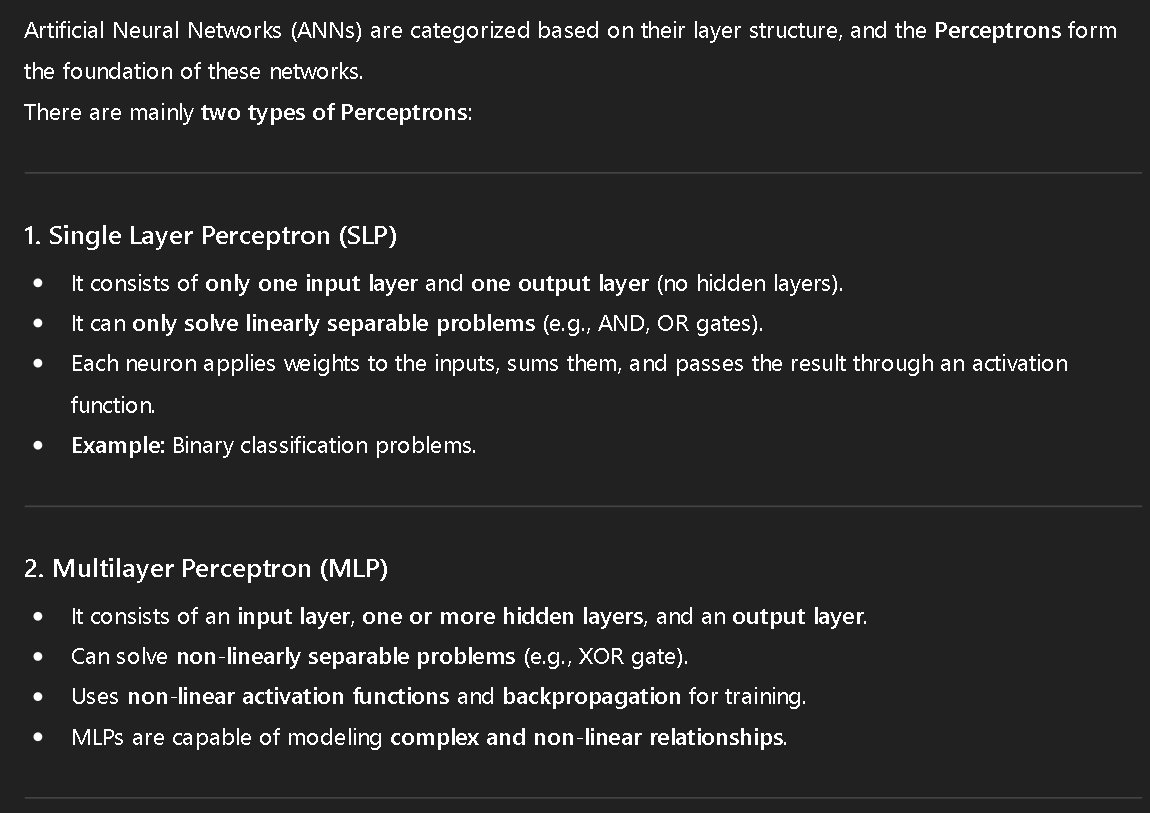 Artificial Neural Networks (ANNs) are categorized based on their layer structure, and the Perceptrons form
the foundation of these networks.
There are mainly two types of Perceptrons:
1. Single Layer Perceptron (SLP)
• It consists of only one input layer and one output layer (no hidden layers).
• It can only solve linearly separable problems (e.g., AND, OR gates).
• Each neuron applies weights to the inputs, sums them, and passes the result through an activation
function.
• Example: Binary classification problems.
2. Multilayer Perceptron (MLP)
• It consists of an input layer, one or more hidden layers, and an output layer.
• Can solve non-linearly separable problems (e.g., XOR gate).
• Uses non-linear activation functions and backpropagation for training.
• MLPs are capable of modeling complex and non-linear relationships.